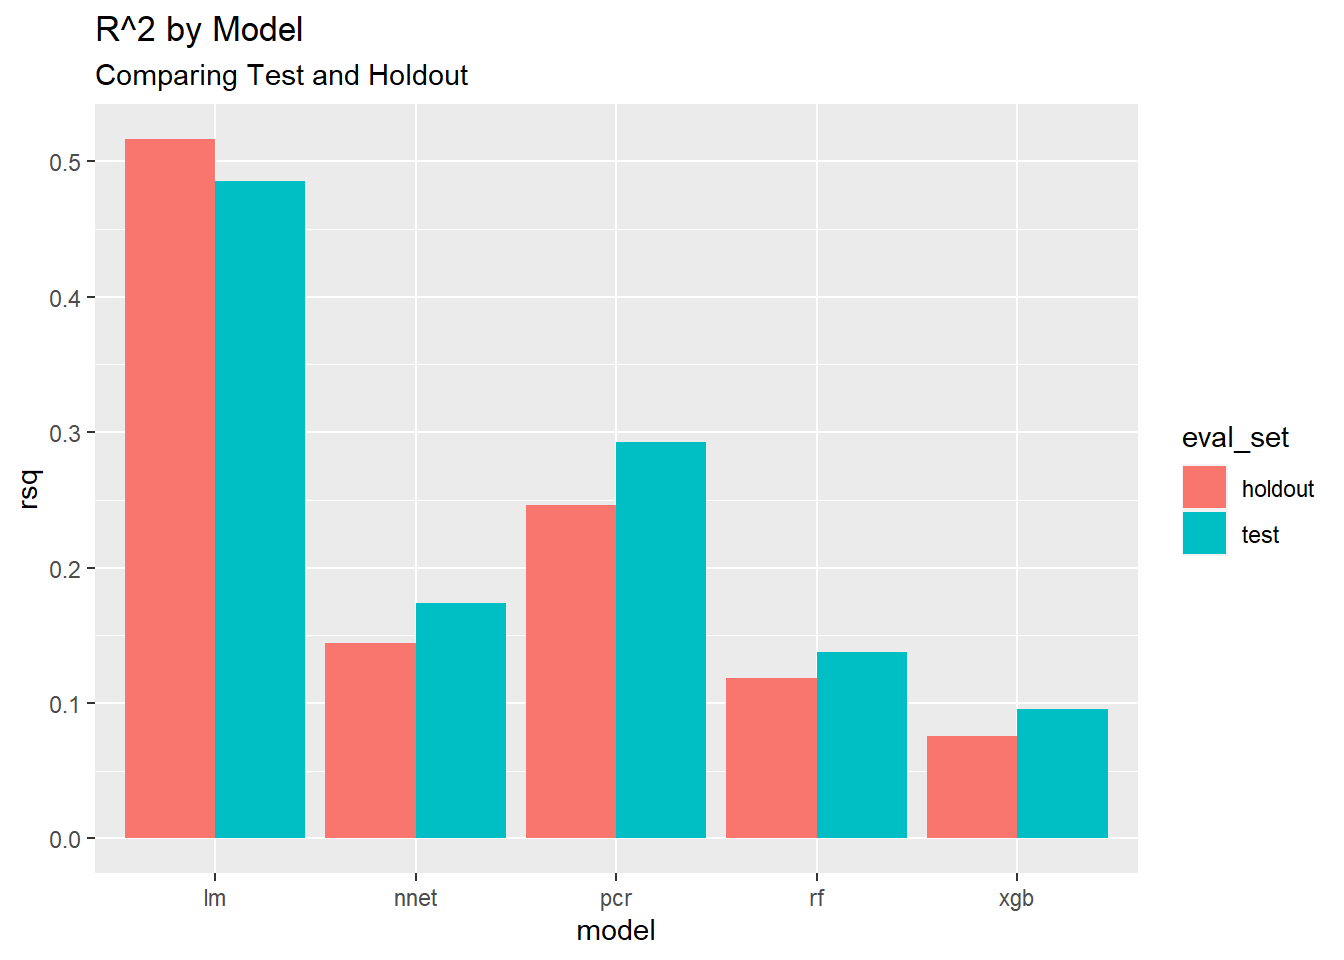 R^2 by Model
Comparing Test and Holdout
0.5
0.4
0.3
0.2
0.1
0.0
rsq
lm nnet pcr rf xgb
model
eval_set
holdout
test